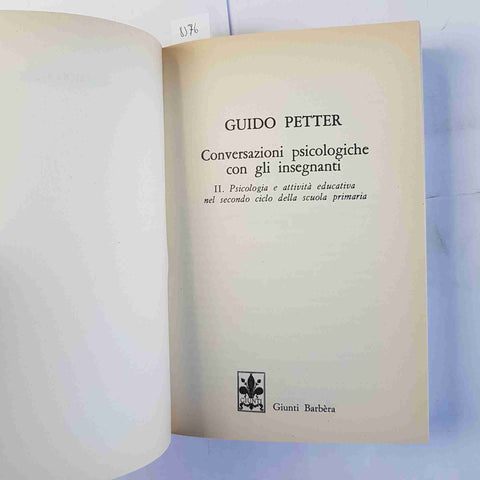 GUIDO PETTER
Conversazioni psicologiche
con gli insegnanti
II. Psicologia e attività educativa
nel secondo ciclo della scuola primaria
GIUNTI
Giunti Barbèra